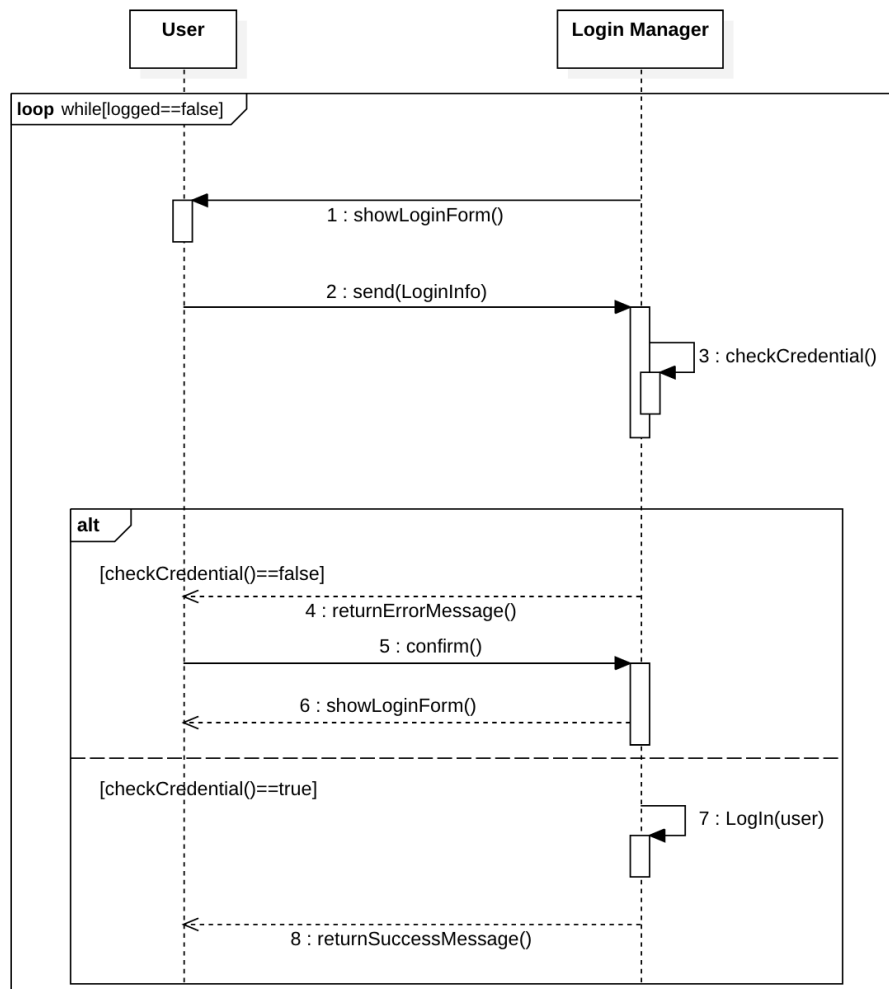 User
Login Manager
loop while[logged==false]
1 : showLoginForm()
2 : send(LoginInfo)
3 : checkCredential()
alt
[checkCredential()==false]
4 : returnErrorMessage()
5 : confirm()
6 : showLoginForm()
[checkCredential()==true]
7 : LogIn(user)
8 : returnSuccessMessage()